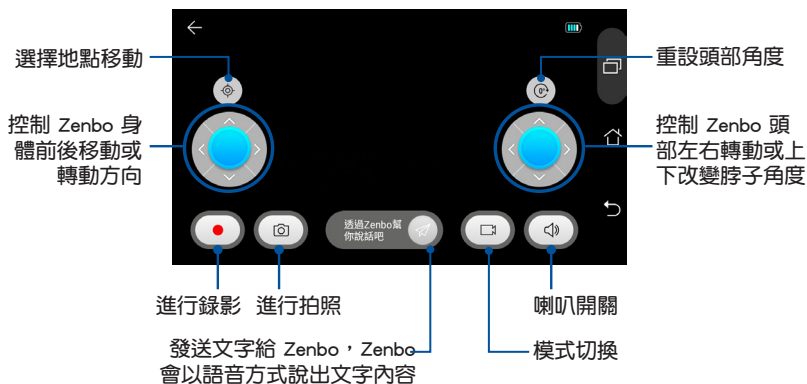 選擇地點移動
重設頭部角度
0°
控制 Zenbo 身
體前後移動或
轉動方向
控制 Zenbo 頭
部左右轉動或上
下改變脖子角度
透過Zenbo幫
你說話吧
進行錄影
進行拍照
喇叭開關
發送文字給 Zenbo，Zenbo
會以語音方式說出文字內容
模式切換